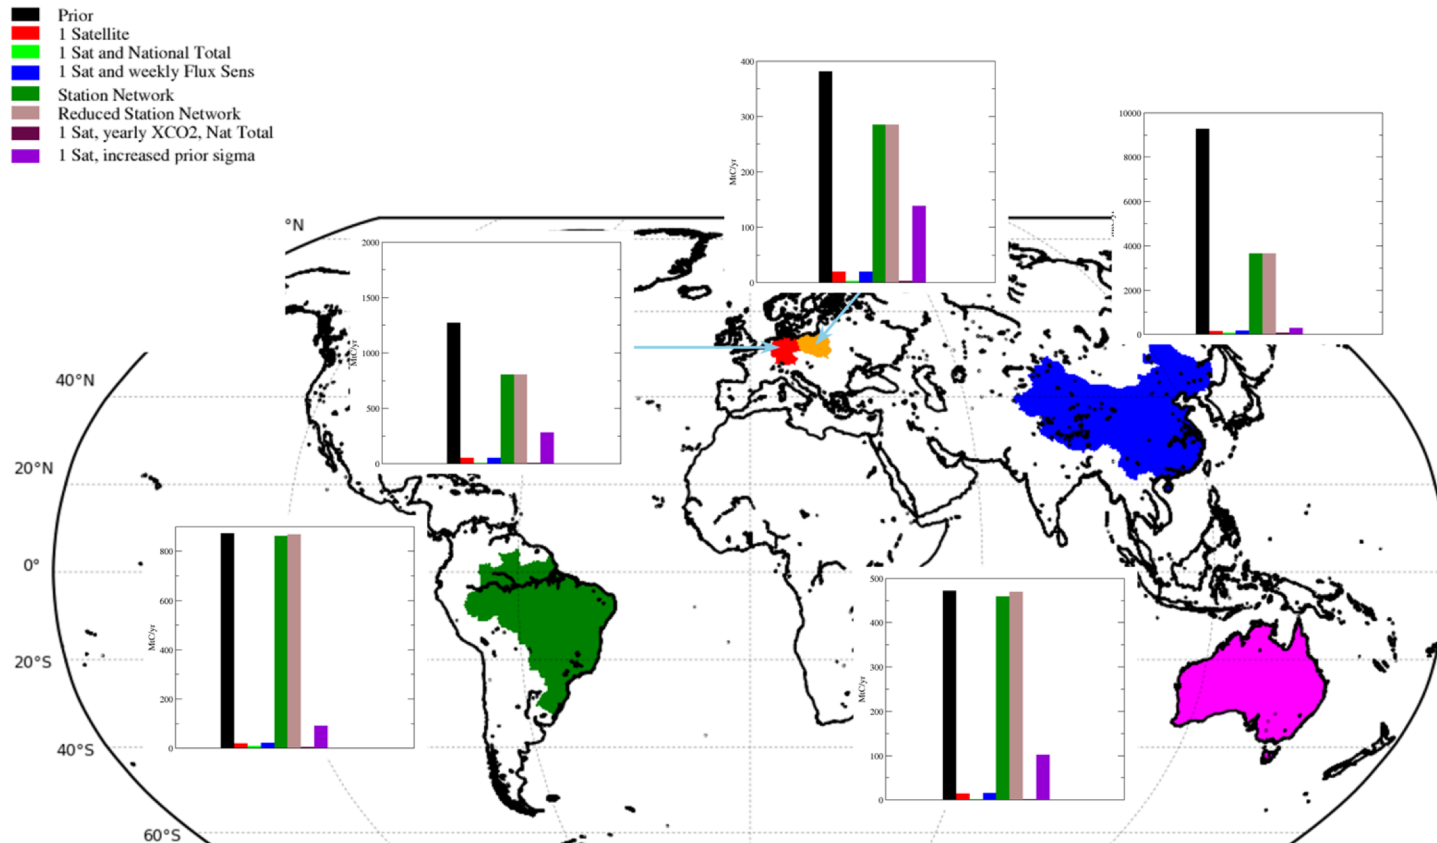 Prior
1 Satellite
1 Sat and National Total
1 Sat and weekly Flux Sens
Station Network
Reduced Station Network
1 Sat, yearly XCO2, Nat Total
1 Sat, increased prior sigma
400
300
200
100
0
MtC/yr
10000
8000
6000
4000
2000
0
°N
2000
1500
1000
500
0
MtC/yr
40°N
20°N
0°
20°S
40°S
60°S
800
600
400
200
0
MtC/yr
500
400
300
200
100
0
MtC/yr